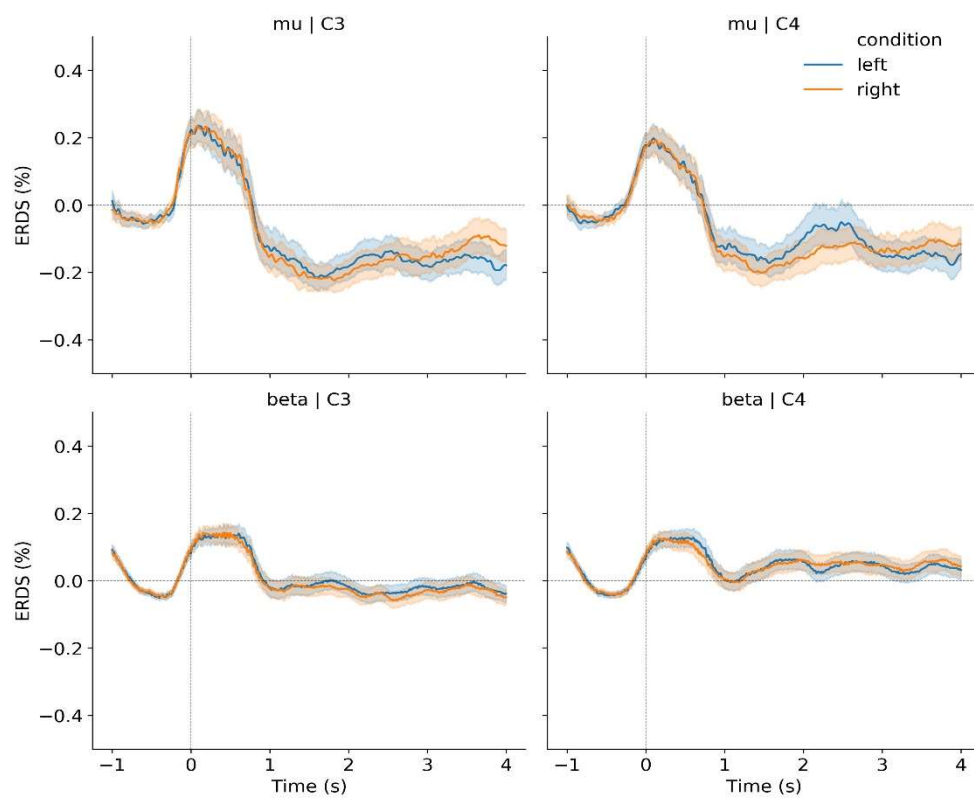 mu | C3
mu | C4
condition
left
right
ERDS (%)
0.4
0.2
0.0
−0.2
−0.4
beta | C3
beta | C4
ERDS (%)
0.4
0.2
0.0
−0.2
−0.4
−1 0 1 2 3 4
−1 0 1 2 3 4
Time (s)
Time (s)